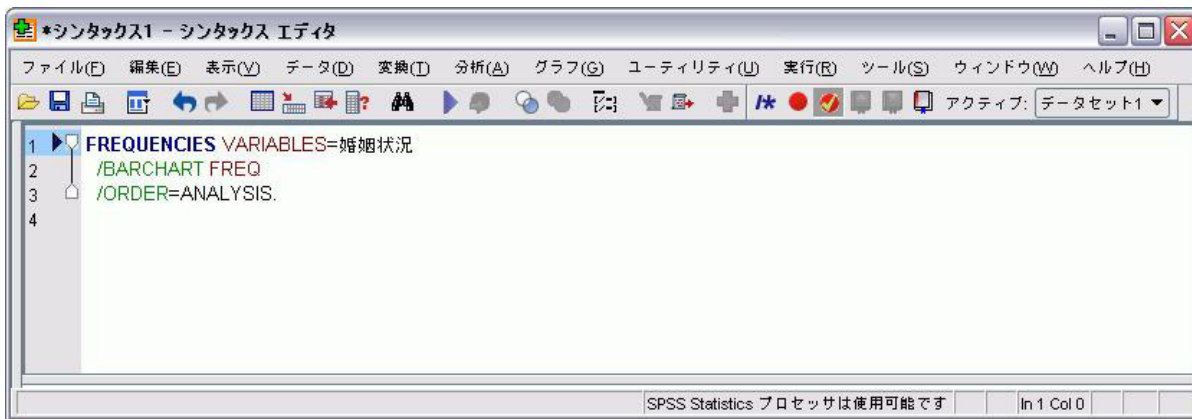 *シンタックス1 - シンタックス エディタ
ファイル(F) 編集(E) 表示(V) データ(D) 変換(T) 分析(A) グラフ(G) ユーティリティ(U) 実行(R) ツール(S) ウィンドウ(W) ヘルプ(H)
アクティブ: データセット1
1 FREQUENCIES VARIABLES=婚姻状況
2 /BARCHART FREQ
3 /ORDER=ANALYSIS.
4
SPSS Statistics プロセッサは使用可能です In 1 Col 0